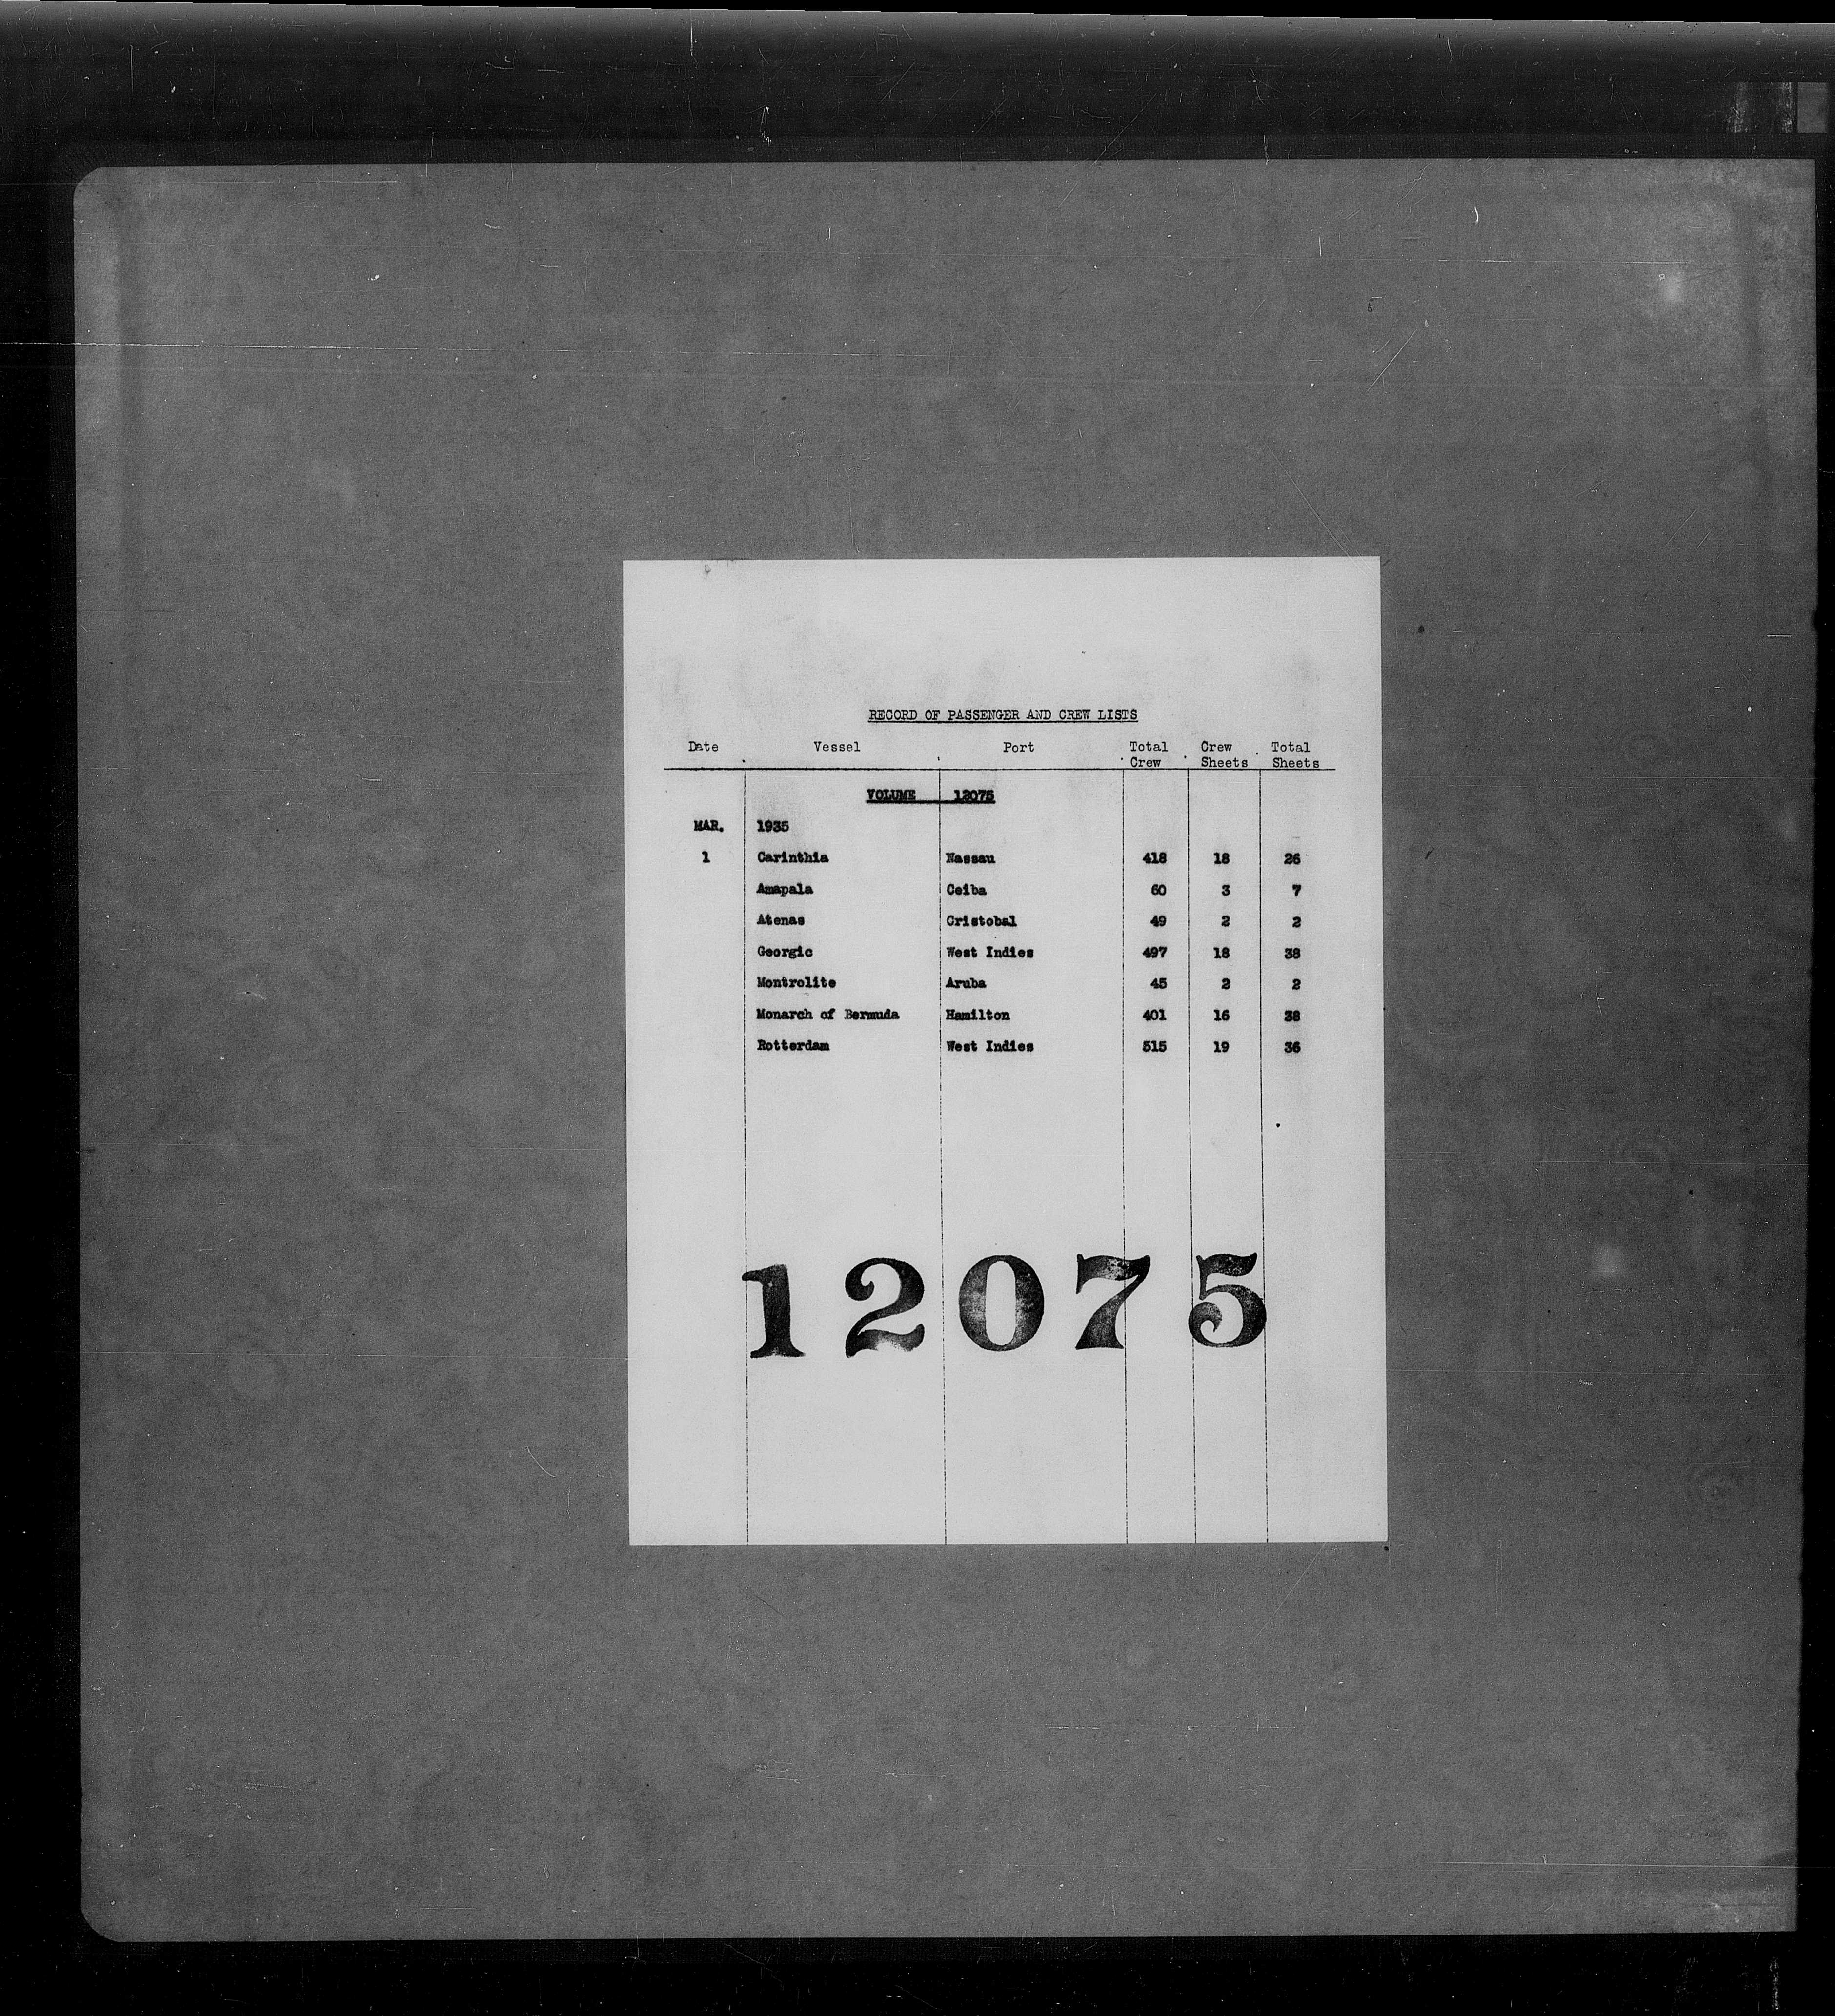 RECORD OF PASSENGER AND CREW LISTS
Date Vessel Port Total Crew Total
Crew Sheets Sheets
VOLUME 12075
MAR. 1935
1 Carinthia Nassau 418 18 26
Amapala Ceiba 60 3 7
Atenas Cristobal 49 2 2
Georgic West Indies 497 18 38
Montrolite Aruba 45 2 2
Monarch of Bermuda Hamilton 401 16 38
Rotterdam West Indies 515 19 36
12075